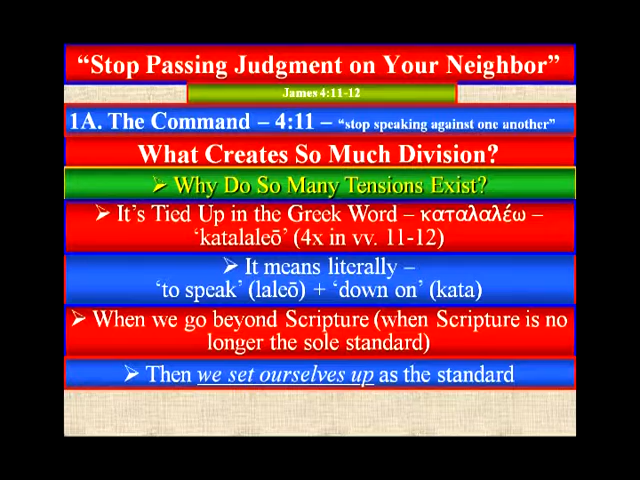 “Stop Passing Judgment on Your Neighbor”
James 4:11-12
1A. The Command – 4:11 – “stop speaking against one another”
What Creates So Much Division?
➢ Why Do So Many Tensions Exist?
➢ It’s Tied Up in the Greek Word – καταλαλέω –
‘katalaleō’ (4x in vv. 11-12)
➢ It means literally –
‘to speak’ (laleō) + ‘down on’ (kata)
➢ When we go beyond Scripture (when Scripture is no
longer the sole standard)
➢ Then we set ourselves up as the standard